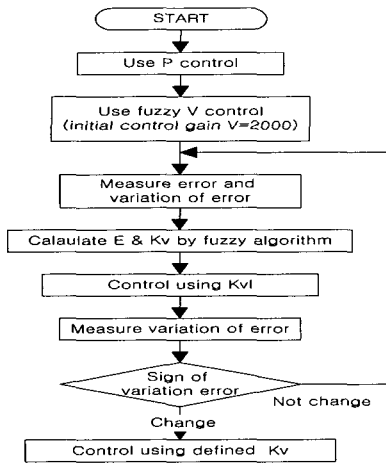 START
Use P control
Use fuzzy V control
(initial control gain V=2000)
Measure error and
variation of error
Calaulate E & Kv by fuzzy algorithm
Control using Kvl
Measure variation of error
Sign of
variation error
Not change
Change
Control using defined Kv